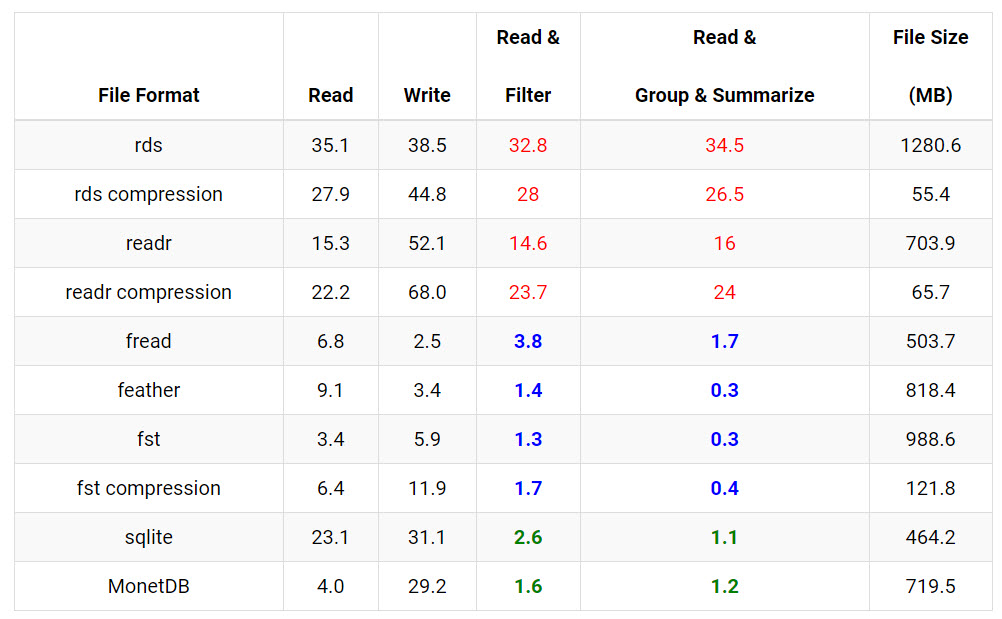 File Format Read Write Read & Filter Read & Group & Summarize File Size (MB)
rds 35.1 38.5 32.8 34.5 1280.6
rds compression 27.9 44.8 28 26.5 55.4
readr 15.3 52.1 14.6 16 703.9
readr compression 22.2 68.0 23.7 24 65.7
fread 6.8 2.5 3.8 1.7 503.7
feather 9.1 3.4 1.4 0.3 818.4
fst 3.4 5.9 1.3 0.3 988.6
fst compression 6.4 11.9 1.7 0.4 121.8
sqlite 23.1 31.1 2.6 1.1 464.2
MonetDB 4.0 29.2 1.6 1.2 719.5